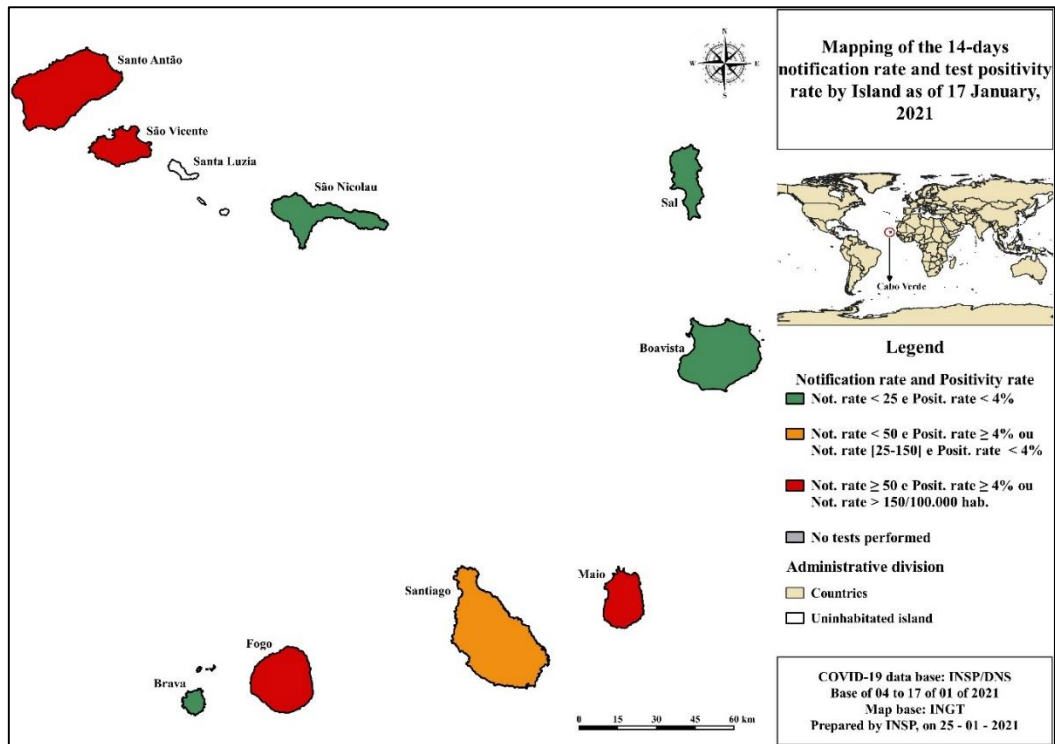 Mapping of the 14-days
notification rate and test positivity
rate by Island as of 17 January,
2021
N
W
E
S
Santo Antão
São Vicente
Santa Luzia
São Nicolau
Sal
Boavista
Cabo Verde
Legend
Notification rate and Positivity rate
Not. rate < 25 e Posit. rate < 4%
Not. rate < 50 e Posit. rate ≥ 4% ou
Not. rate [25-150[ e Posit. rate < 4%
Not. rate ≥ 50 e Posit. rate ≥ 4% ou
Not. rate > 150/100.000 hab.
No tests performed
Administrative division
Countries
Uninhabitated island
Santiago
Maio
Fogo
Brava
0 15 30 45 60 km
COVID-19 data base: INSP/DNS
Base of 04 to 17 of 01 of 2021
Map base: INGT
Prepared by INSP, on 25 - 01 - 2021